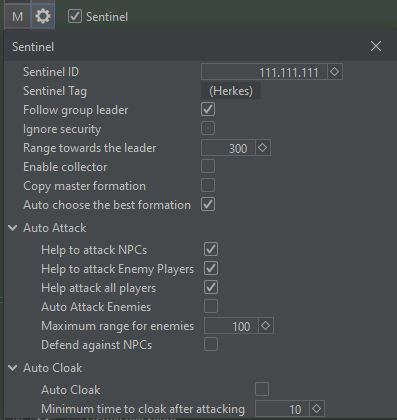 M Sentinel
Sentinel
Sentinel ID 111.111.111
Sentinel Tag (Herkes)
Follow group leader
Ignore security
Range towards the leader 300
Enable collector
Copy master formation
Auto choose the best formation
Auto Attack
Help to attack NPCs
Help to attack Enemy Players
Help attack all players
Auto Attack Enemies
Maximum range for enemies 100
Defend against NPCs
Auto Cloak
Auto Cloak
Minimum time to cloak after attacking 10